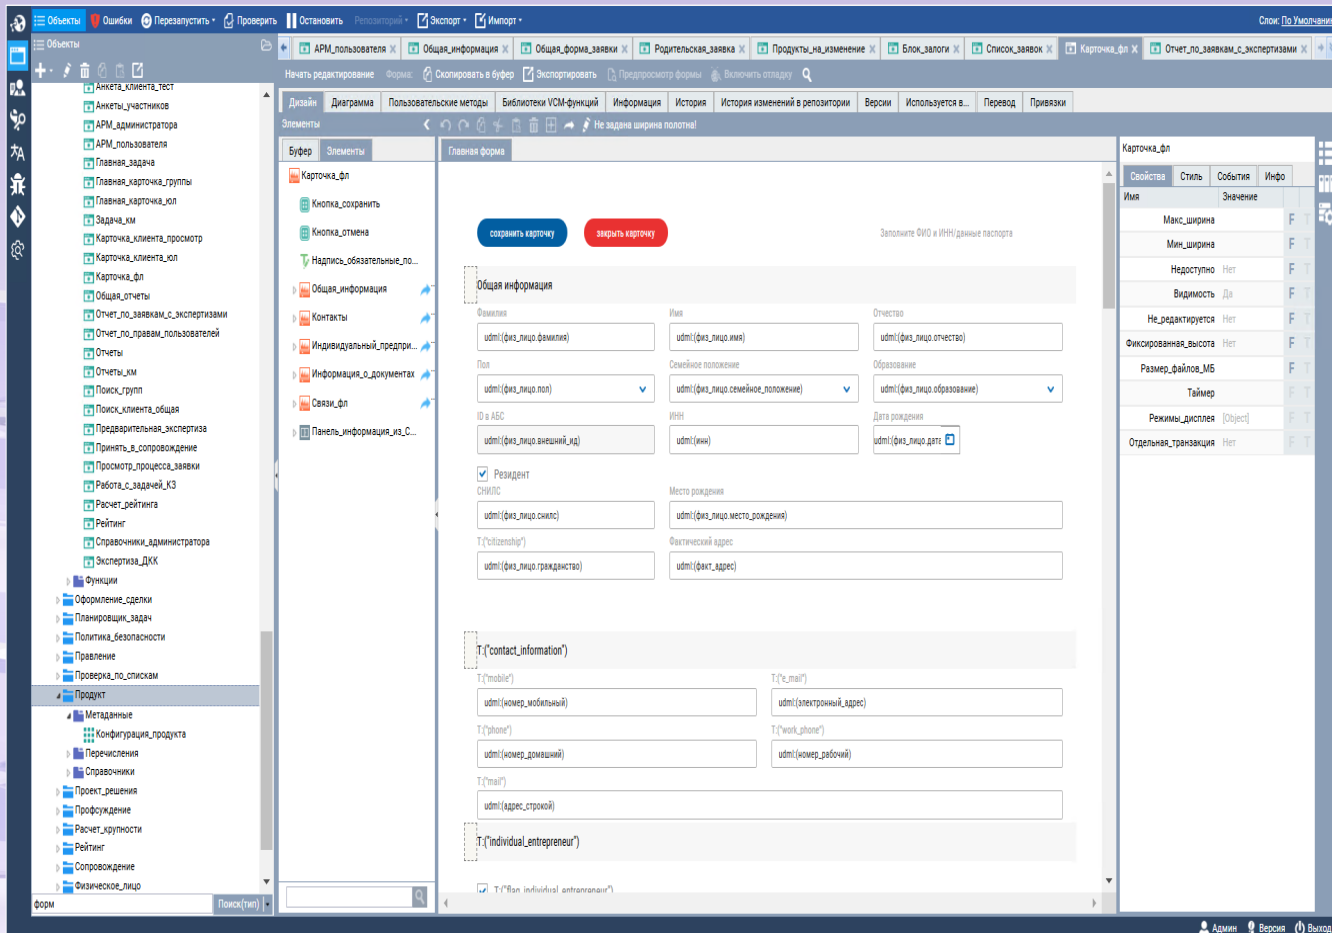 Объекты Ошибки Перезапустить Проверить Остановить Репозиторий Экспорт Импорт Слои: По Умолчанию
Объекты
АРМ_пользователя Общая_информация Общая_форма_заявки Родительская_заявка Продукты_на_изменение Блок_залоги Список_заявок Карточка_фл Отчет_по_заявкам_с_экспертизами
Начать редактирование Форма: Скопировать в буфер Экспортировать Предпросмотр формы Включить отладку
Дизайн Диаграмма Пользовательские методы Библиотеки VCM-функций Информация История История изменений в репозитории Версии Используется в... Перевод Привязки
Элементы Не задана ширина полотна!
Анкета_клиента_тест
Анкеты_участников
АРМ_администратора
АРМ_пользователя
Главная_задача
Главная_карточка_группы
Главная_карточка_юл
Задача_км
Карточка_клиента_просмотр
Карточка_клиента_юл
Карточка_фл
Общая_отчеты
Отчет_по_заявкам_с_экспертизами
Отчет_по_правам_пользователей
Отчеты
Отчеты_км
Поиск_групп
Поиск_клиента_общая
Предварительная_экспертиза
Принять_в_сопровождение
Просмотр_процесса_заявки
Работа_с_задачей_КЗ
Расчет_рейтинга
Рейтинг
Справочники_администратора
Экспертиза_ДКК
Функции
Оформление_сделки
Планировщик_задач
Политика_безопасности
Правление
Проверка_по_спискам
Продукт
Метаданные
Конфигурация_продукта
Перечисления
Справочники
Проект_решения
Профсуждение
Расчет_крупности
Рейтинг
Сопровождение
Физическое_лицо
форм Поиск(тип)
Буфер Элементы
Карточка_фл
Кнопка_сохранить
Кнопка_отмена
Надпись_обязательные_по...
Общая_информация
Контакты
Индивидуальный_предпри...
Информация_о_документах
Связи_фл
Панель_информация_из_С...
Главная форма
сохранить карточку закрыть карточку Заполните ФИО и ИНН/данные паспорта
Общая информация
Фамилия Имя Отчество
udml:(физ_лицо.фамилия) udml:(физ_лицо.имя) udml:(физ_лицо.отчество)
Пол Семейное положение Образование
udml:(физ_лицо.пол) udml:(физ_лицо.семейное_положение) udml:(физ_лицо.образование)
ID в АБС ИНН Дата рождения
udml:(физ_лицо.внешний_ид) udml:(инн) udml:(физ_лицо.дата
Резидент
СНИЛС Место рождения
udml:(физ_лицо.снилс) udml:(физ_лицо.место_рождения)
T:("citizenship") Фактический адрес
udml:(физ_лицо.гражданство) udml:(факт_адрес)
T:("contact_information")
T:("mobile") T:("e_mail")
udml:(номер_мобильный) udml:(электронный_адрес)
T:("phone") T:("work_phone")
udml:(номер_домашний) udml:(номер_рабочий)
T:("mail")
udml:(адрес_строкой)
T:("individual_entrepreneur")
T:("flag_individual_entrepreneur")
Карточка_фл
Свойства Стиль События Инфо
Имя Значение
Макс_ширина F T
Мин_ширина F T
Недоступно Нет F T
Видимость Да F T
Не_редактируется Нет F T
Фиксированная_высота Нет F T
Размер_файлов_МБ F T
Таймер F T
Режимы_дисплея [Object] F T
Отдельная_транзакция Нет F T
Админ Версия Выход